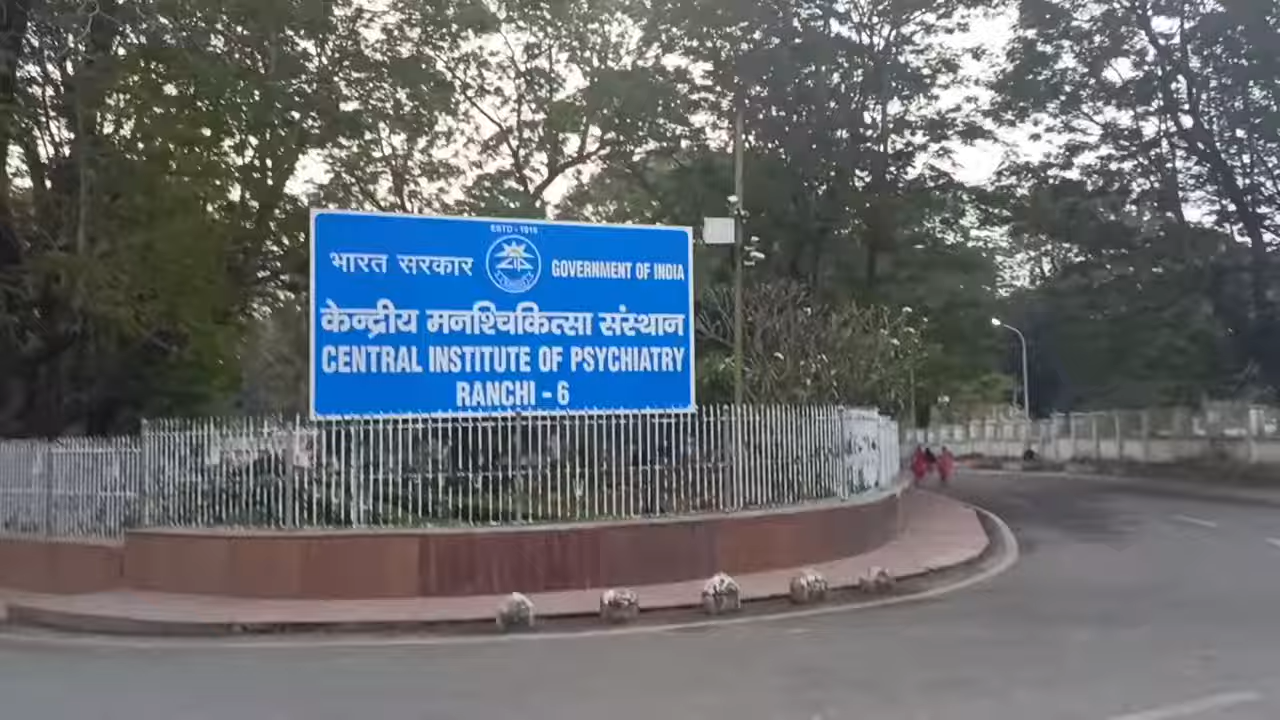 ESTD - 1918
भारत सरकार
GOVERNMENT OF INDIA
केन्द्रीय मनश्चिकित्सा संस्थान
CENTRAL INSTITUTE OF PSYCHIATRY
RANCHI - 6